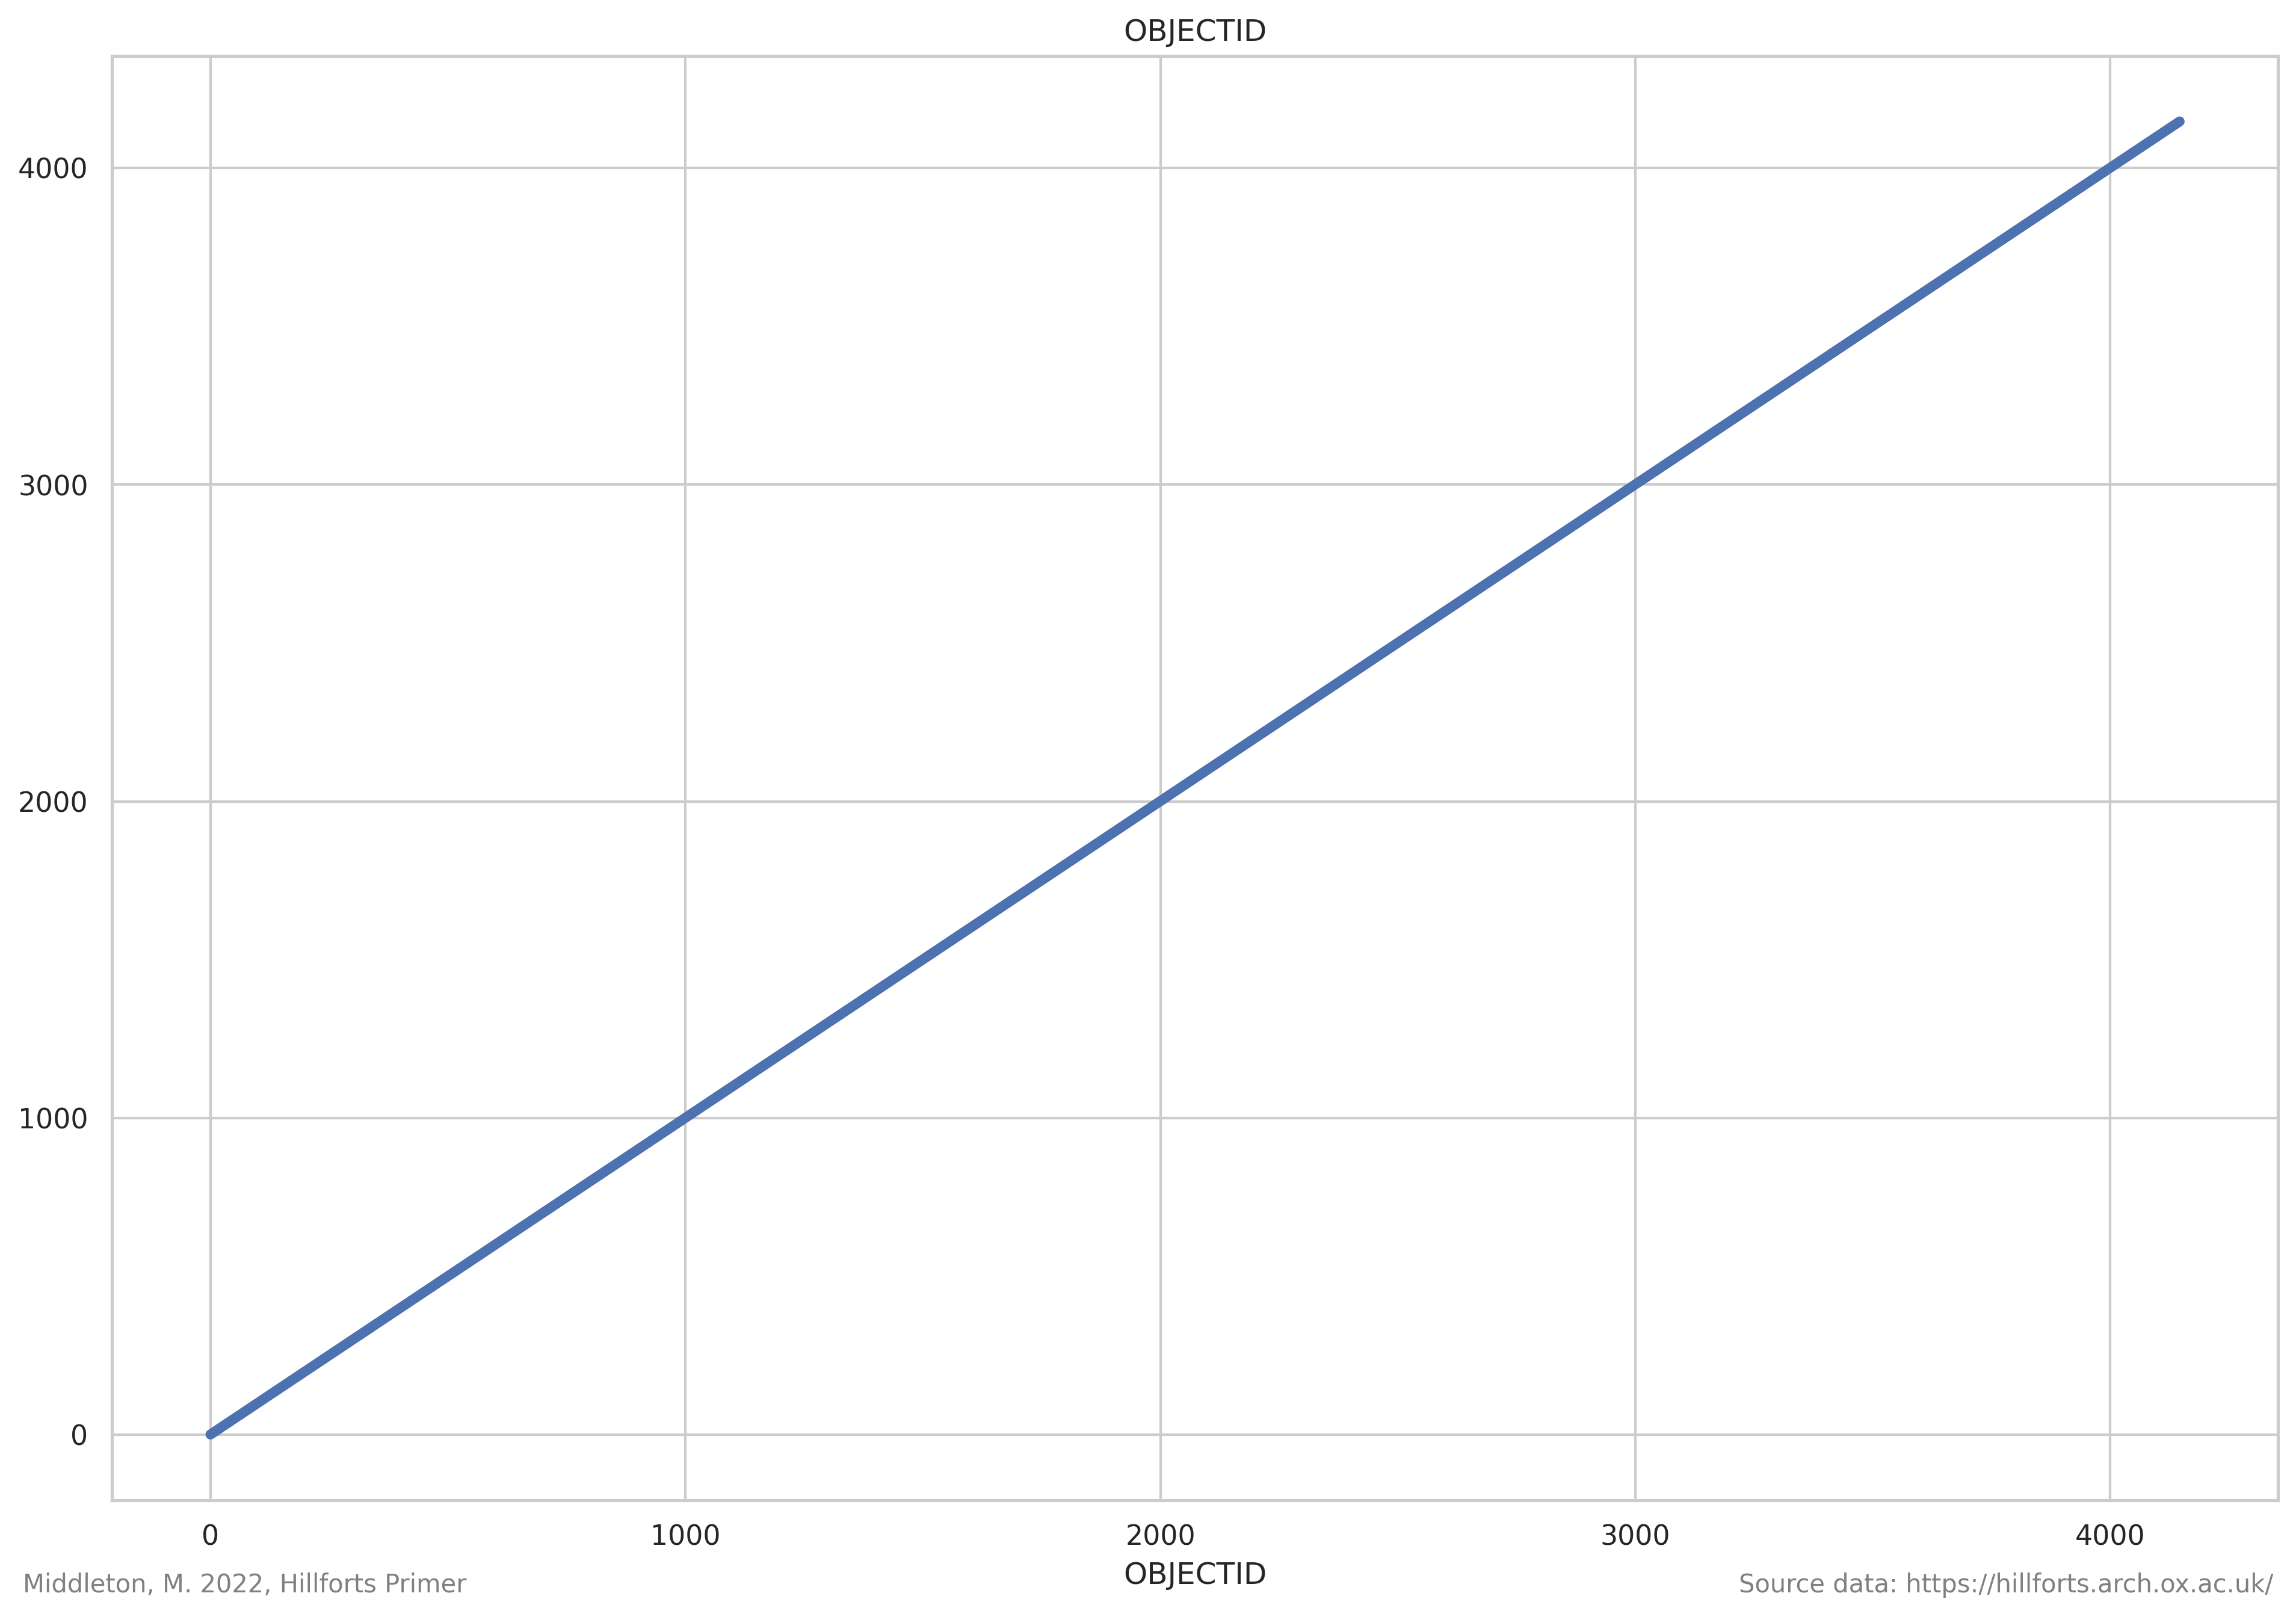 OBJECTID
4000
3000
2000
1000
0
0 1000 2000 3000 4000
OBJECTID
Middleton, M. 2022, Hillforts Primer
Source data: https://hillforts.arch.ox.ac.uk/